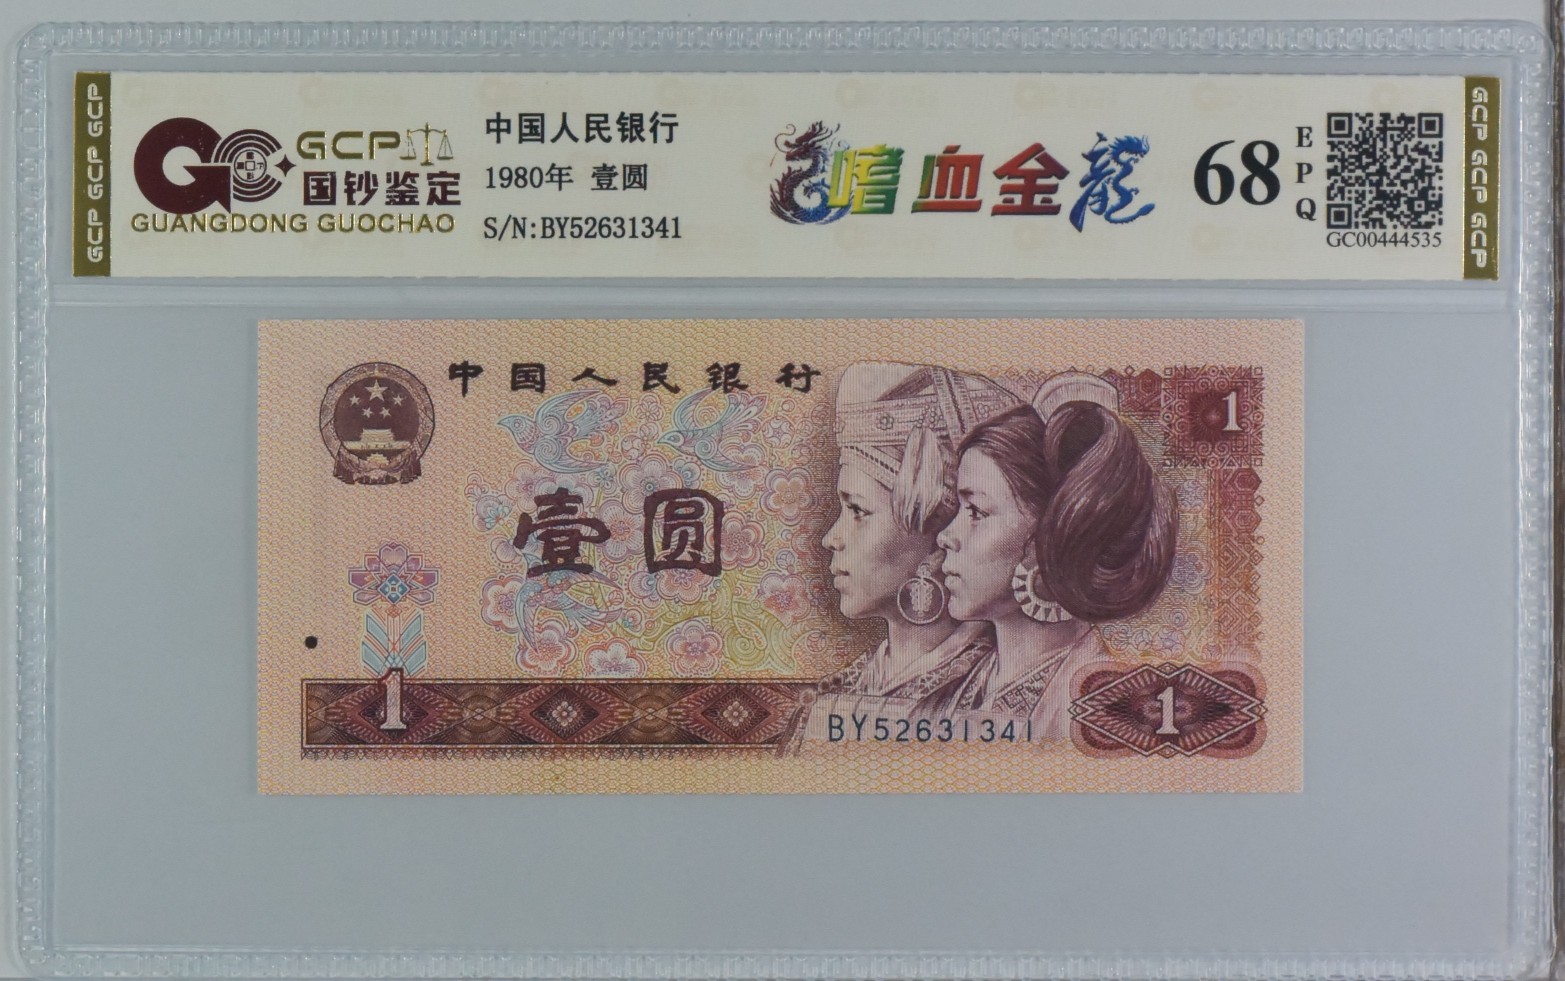 GCP GCP GCP
GCP
国钞鉴定
GUANGDONG GUOCHAO
中国人民银行
1980年 壹圆
S/N:BY52631341
嗜血金龍
68
EPQ
GC00444535
GCP GCP GCP
中国人民银行
1
壹圆
1
BY52631341
1